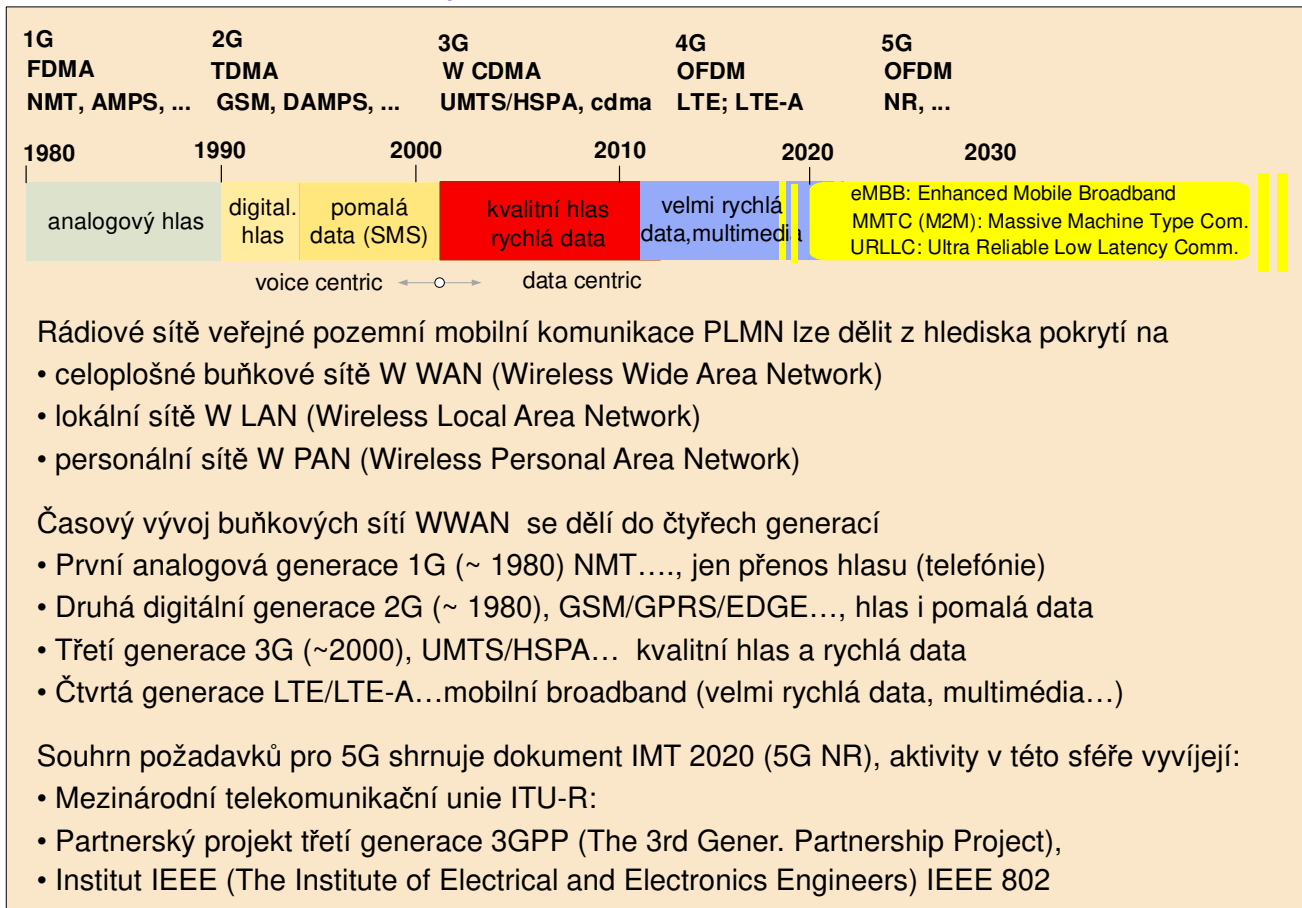 1G 2G 3G 4G 5G
FDMA TDMA W CDMA OFDM OFDM
NMT, AMPS, ... GSM, DAMPS, ... UMTS/HSPA, cdma LTE; LTE-A NR, ...
1980 1990 2000 2010 2020 2030
analogový hlas
digital.
hlas
pomalá
data (SMS)
kvalitní hlas
rychlá data
velmi rychlá
data,multimedia
eMBB: Enhanced Mobile Broadband
MMTC (M2M): Massive Machine Type Com.
URLLC: Ultra Reliable Low Latency Comm.
voice centric data centric
Rádiové sítě veřejné pozemní mobilní komunikace PLMN lze dělit z hlediska pokrytí na
• celoplošné buňkové sítě W WAN (Wireless Wide Area Network)
• lokální sítě W LAN (Wireless Local Area Network)
• personální sítě W PAN (Wireless Personal Area Network)
Časový vývoj buňkových sítí WWAN se dělí do čtyřech generací
• První analogová generace 1G (~ 1980) NMT…., jen přenos hlasu (telefónie)
• Druhá digitální generace 2G (~ 1980), GSM/GPRS/EDGE…, hlas i pomalá data
• Třetí generace 3G (~2000), UMTS/HSPA… kvalitní hlas a rychlá data
• Čtvrtá generace LTE/LTE-A…mobilní broadband (velmi rychlá data, multimédia…)
Souhrn požadavků pro 5G shrnuje dokument IMT 2020 (5G NR), aktivity v této sféře vyvíjejí:
• Mezinárodní telekomunikační unie ITU-R:
• Partnerský projekt třetí generace 3GPP (The 3rd Gener. Partnership Project),
• Institut IEEE (The Institute of Electrical and Electronics Engineers) IEEE 802